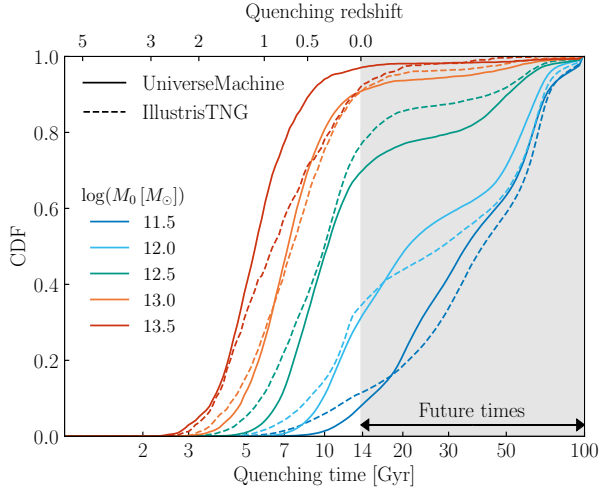 Quenching redshift
5 3 2 1 0.5 0.0
1.0
UniverseMachine
IllustrisTNG
0.8
log(M₀ [M⊙])
11.5
0.6
12.0
12.5
CDF
13.0
0.4
13.5
0.2
Future times
0.0
2 3 5 7 10 14 20 30 50 100
Quenching time [Gyr]